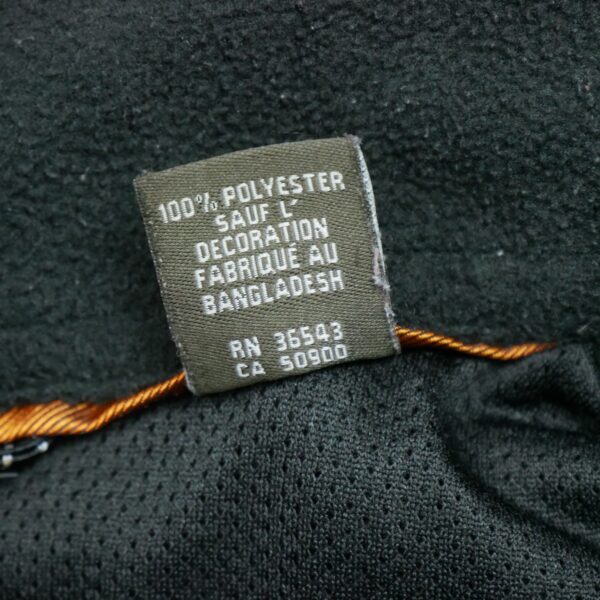 100% POLYESTER
SAUF L'
DECORATION
FABRIQUÉ AU
BANGLADESH
RN 36543
CA 50900